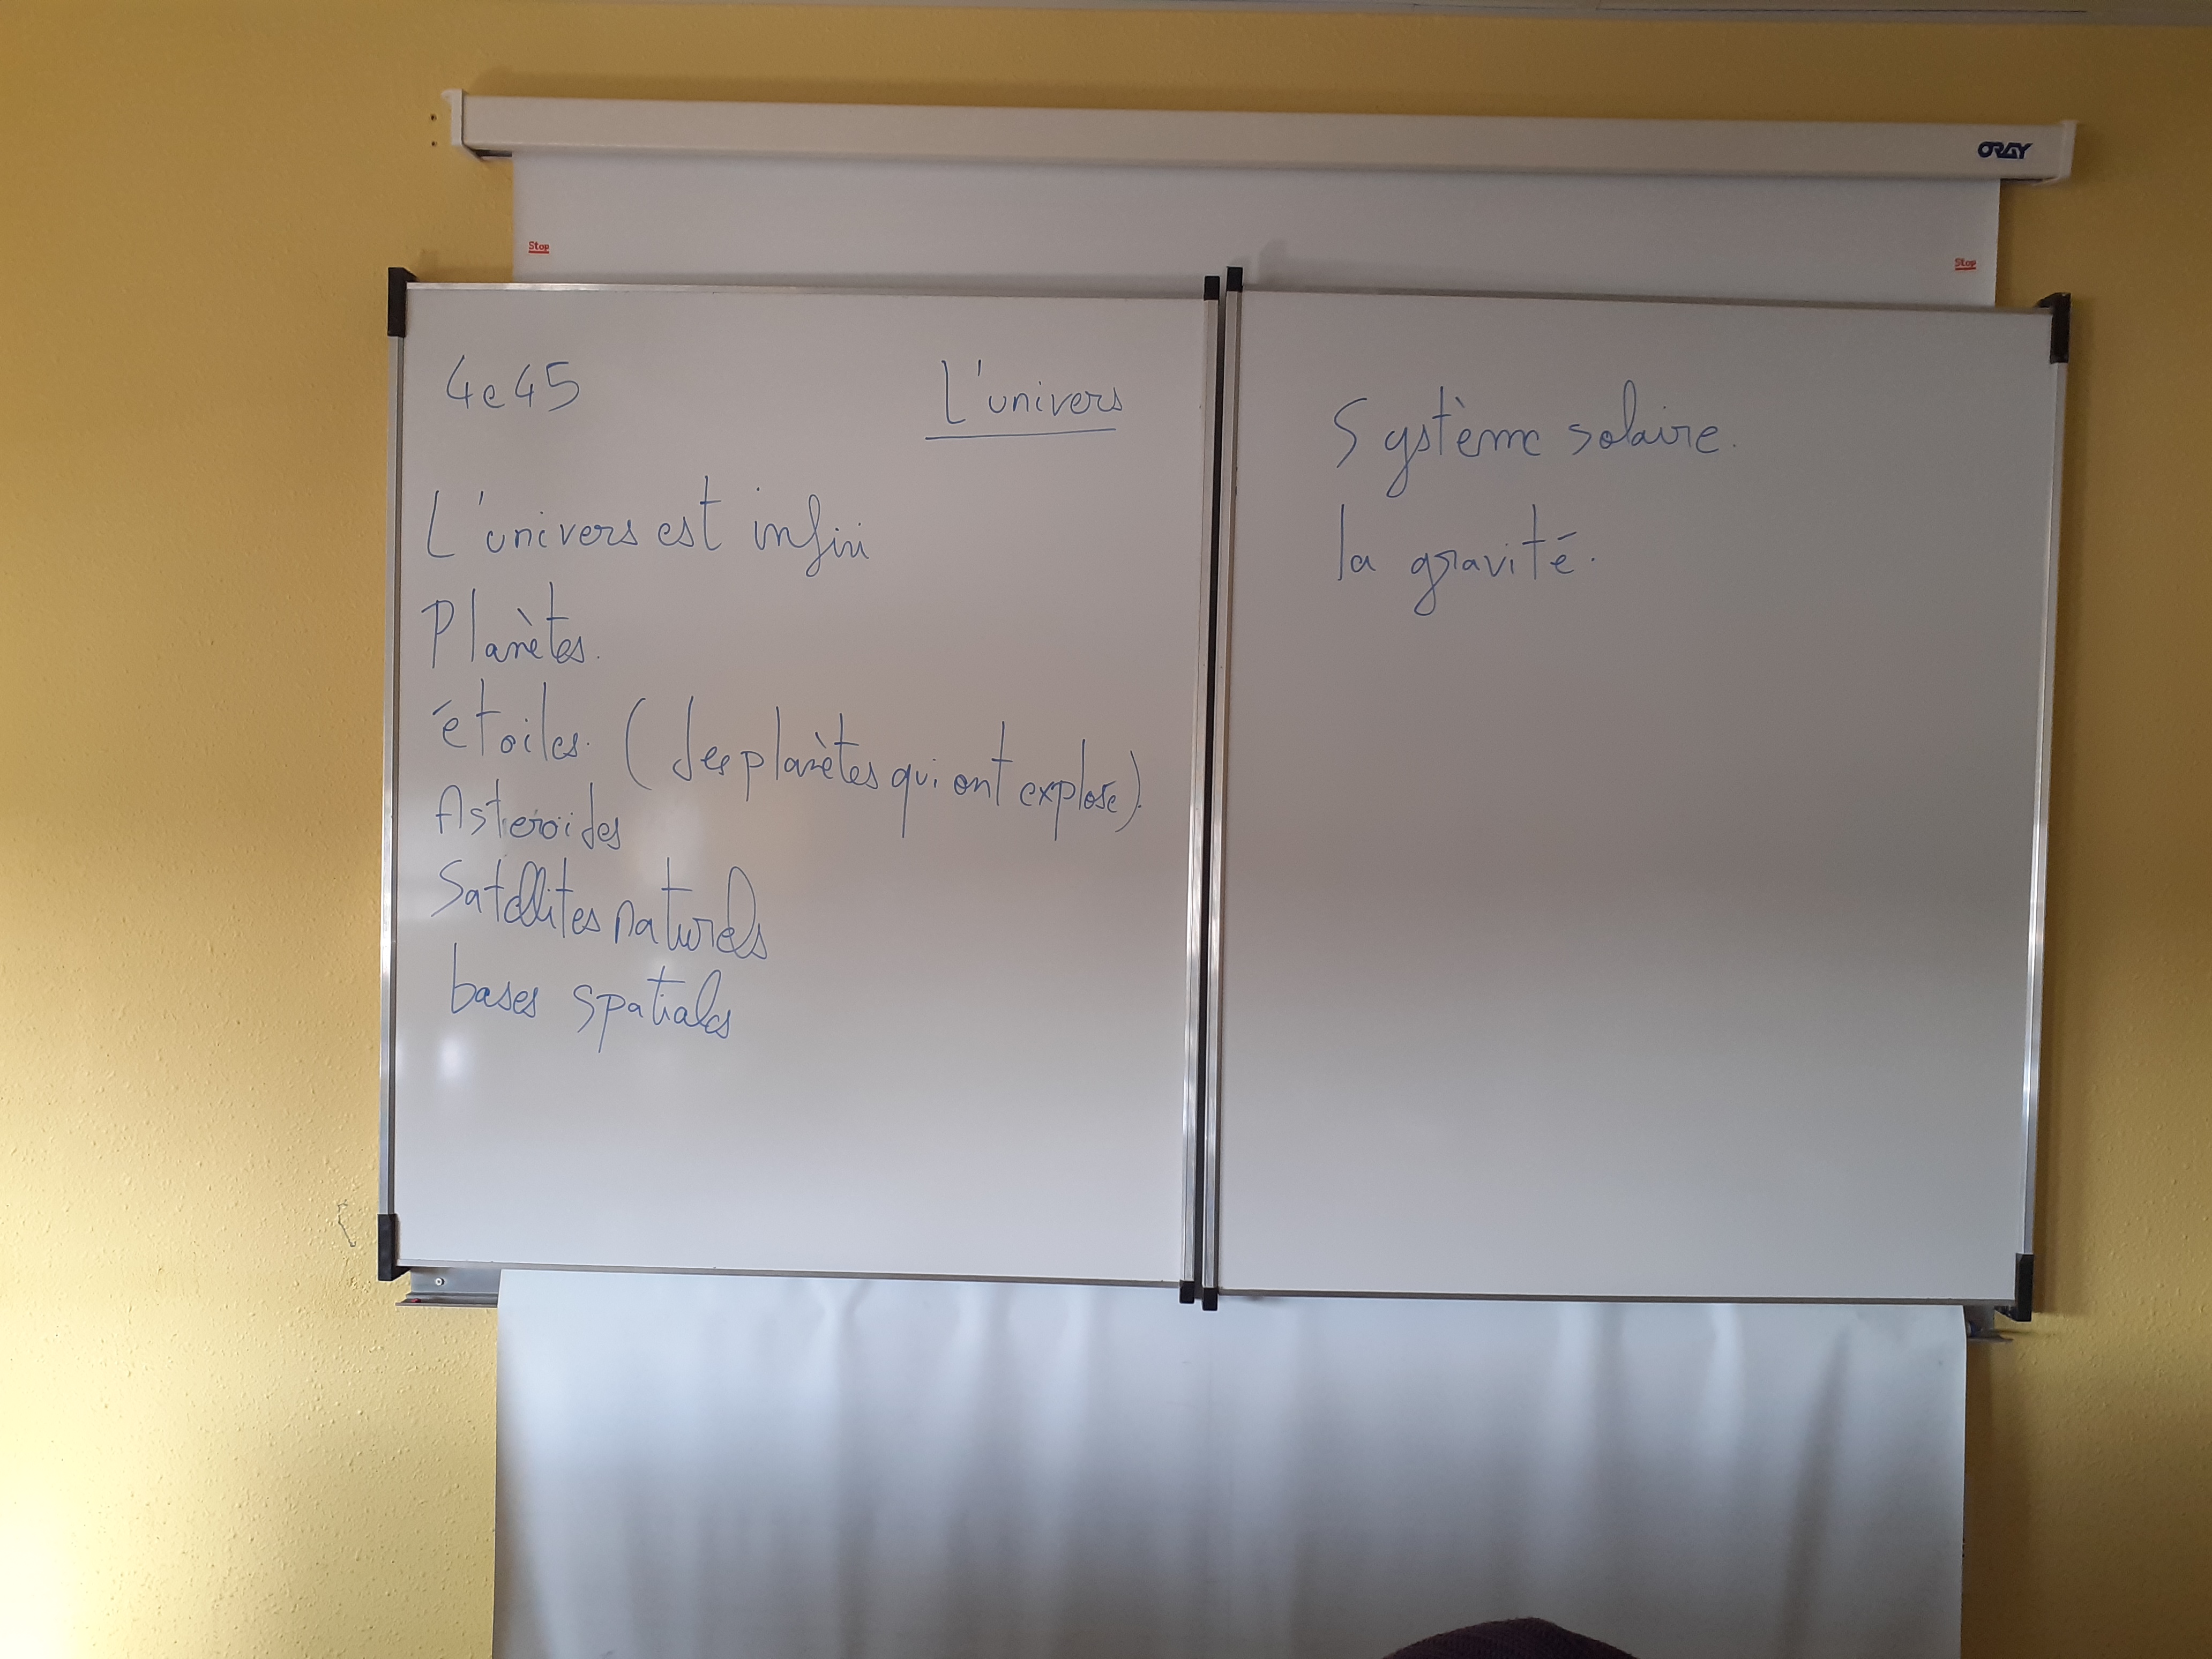 ORAY
Stop
Stop
4e45
L'univers
L'univers est infini
Planètes.
étoiles. (des planètes qui ont explosé).
Asteroïdes
Satellites naturels
bases spatiales
Système solaire.
la gravité.